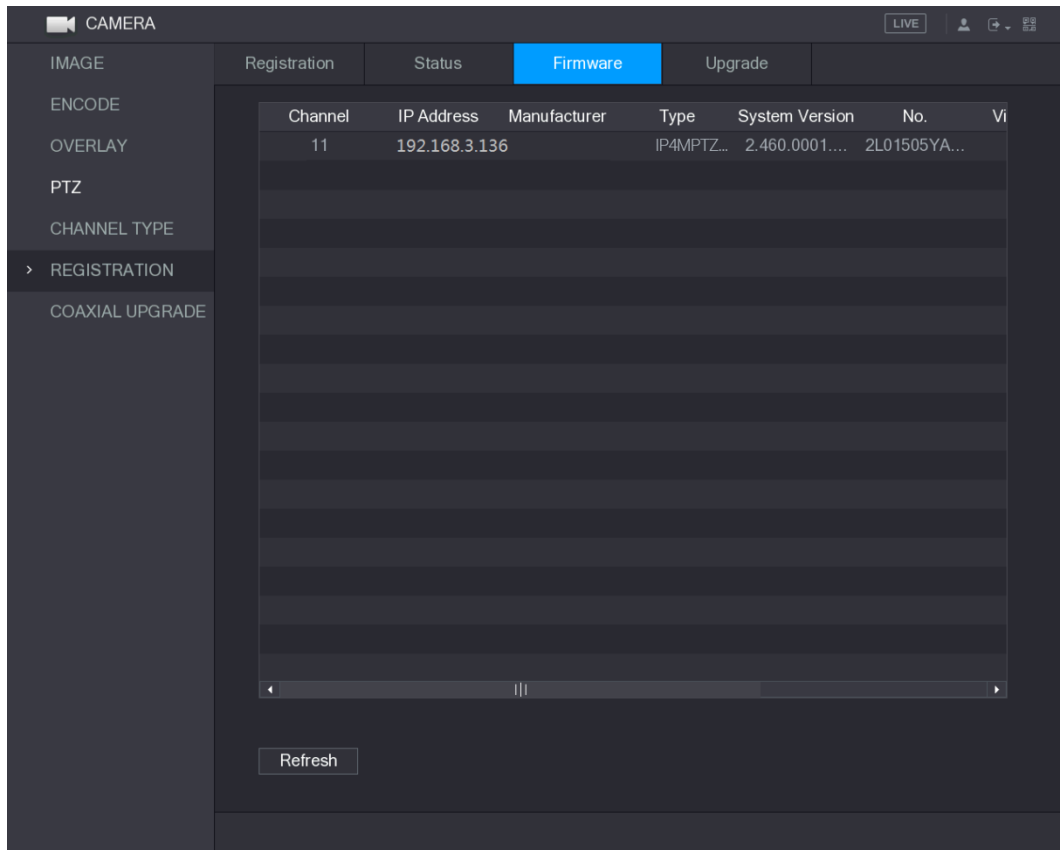 CAMERA LIVE
IMAGE Registration Status Firmware Upgrade
ENCODE
Channel IP Address Manufacturer Type System Version No. Vi
OVERLAY 11 192.168.3.136 IP4MPTZ... 2.460.0001.... 2L01505YA...
PTZ
CHANNEL TYPE
> REGISTRATION
COAXIAL UPGRADE
Refresh